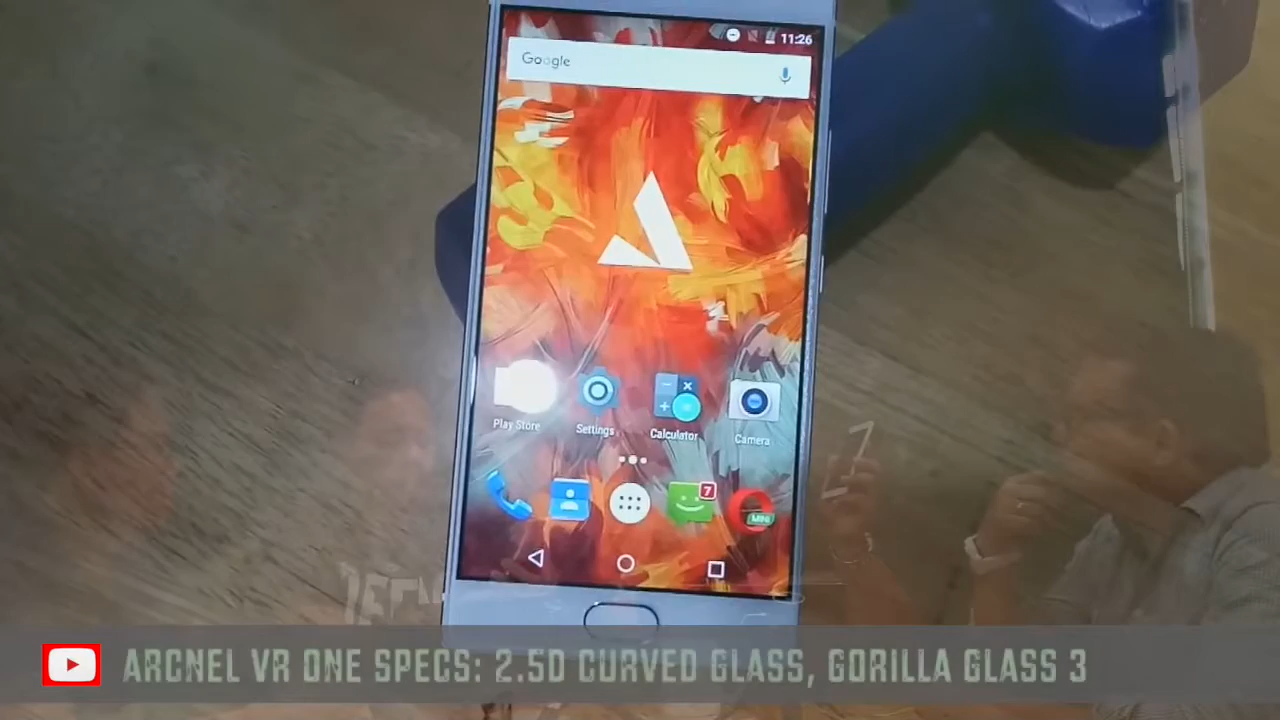 11:26
Google
Play Store
Settings
Calculator
Camera
7
MINI
ARCNEL VR ONE SPECS: 2.5D CURVED GLASS, GORILLA GLASS 3